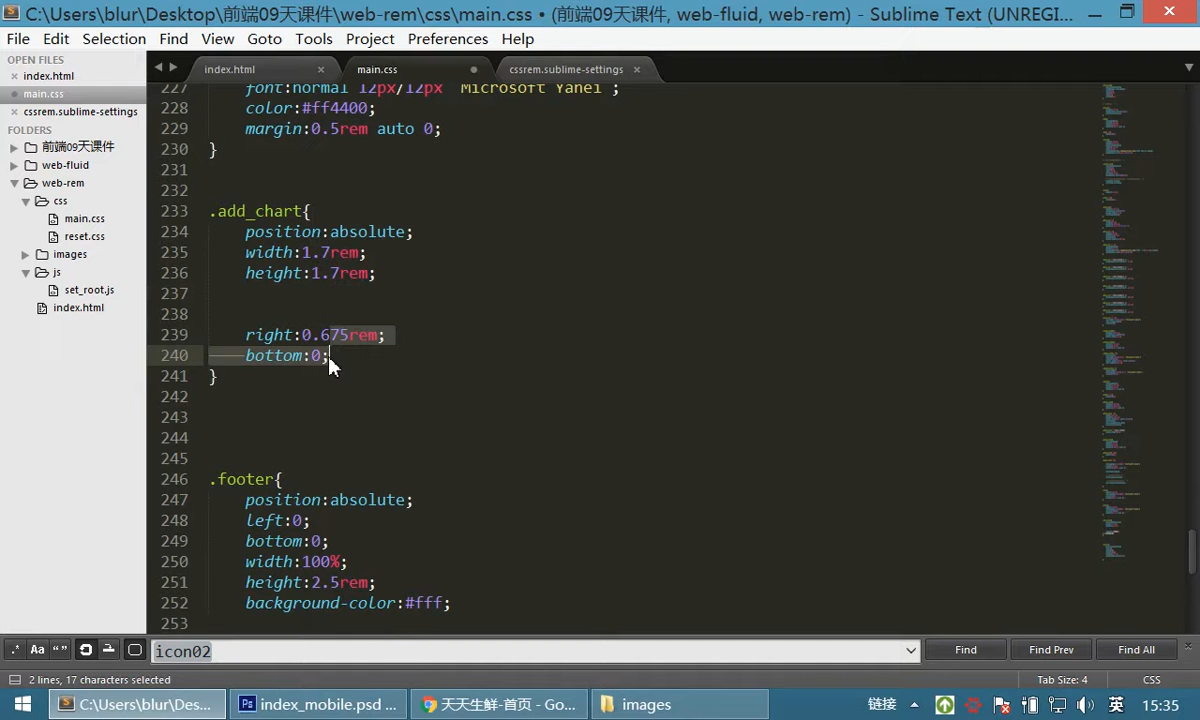 C:\Users\blur\Desktop\前端09天课件\web-rem\css\main.css • (前端09天课件, web-fluid, web-rem) - Sublime Text (UNREGI...
File Edit Selection Find View Goto Tools Project Preferences Help
OPEN FILES
index.html
main.css
cssrem.sublime-settings
FOLDERS
前端09天课件
web-fluid
web-rem
css
main.css
reset.css
images
js
set_root.js
index.html
index.html main.css cssrem.sublime-settings
227 font:normal 12px/12px "Microsoft Yahei";
228 color:#ff4400;
229 margin:0.5rem auto 0;
230 }
231
232
233 .add_chart{
234 position:absolute;
235 width:1.7rem;
236 height:1.7rem;
237
238
239 right:0.675rem;
240 bottom:0;
241 }
242
243
244
245
246 .footer{
247 position:absolute;
248 left:0;
249 bottom:0;
250 width:100%;
251 height:2.5rem;
252 background-color:#fff;
253
.* Aa “” icon02 Find Find Prev Find All
2 lines, 17 characters selected Tab Size: 4 CSS
C:\Users\blur\Des... index_mobile.psd ... 天天生鲜-首页 - Go... images 链接 英 15:35